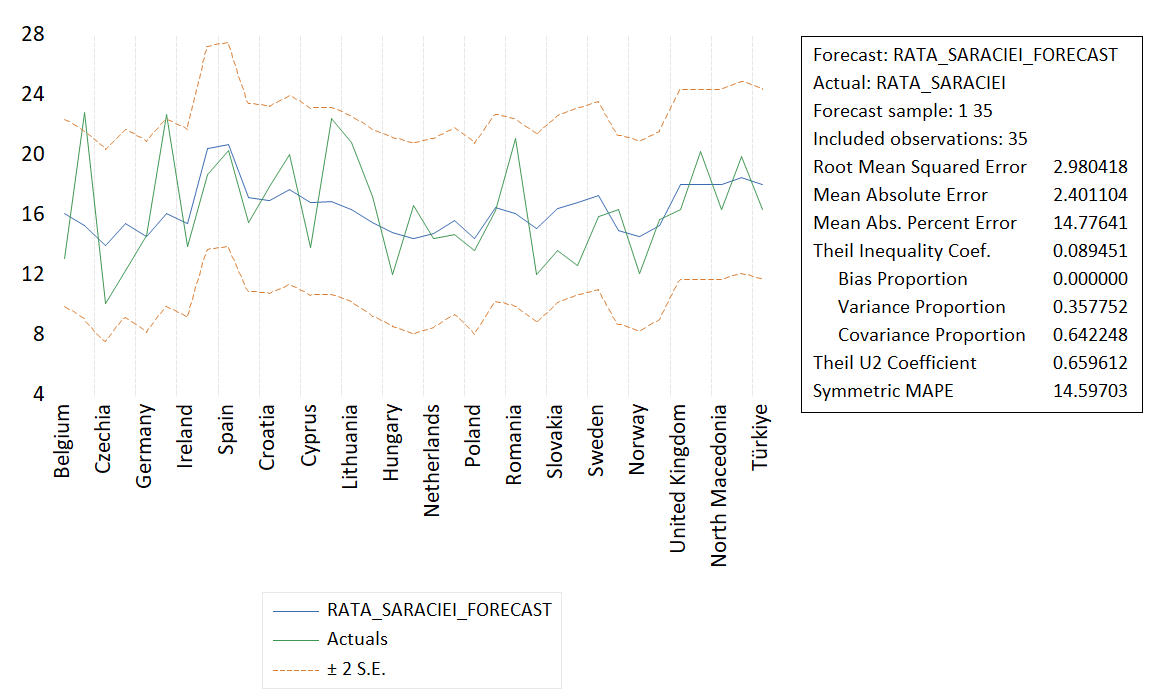 28
24
20
16
12
8
4
Belgium
Czechia
Germany
Ireland
Spain
Croatia
Cyprus
Lithuania
Hungary
Netherlands
Poland
Romania
Slovakia
Sweden
Norway
United Kingdom
North Macedonia
Türkiye
RATA_SARACIEI_FORECAST
Actuals
± 2 S.E.
Forecast: RATA_SARACIEI_FORECAST
Actual: RATA_SARACIEI
Forecast sample: 1 35
Included observations: 35
Root Mean Squared Error 2.980418
Mean Absolute Error 2.401104
Mean Abs. Percent Error 14.77641
Theil Inequality Coef. 0.089451
Bias Proportion 0.000000
Variance Proportion 0.357752
Covariance Proportion 0.642248
Theil U2 Coefficient 0.659612
Symmetric MAPE 14.59703